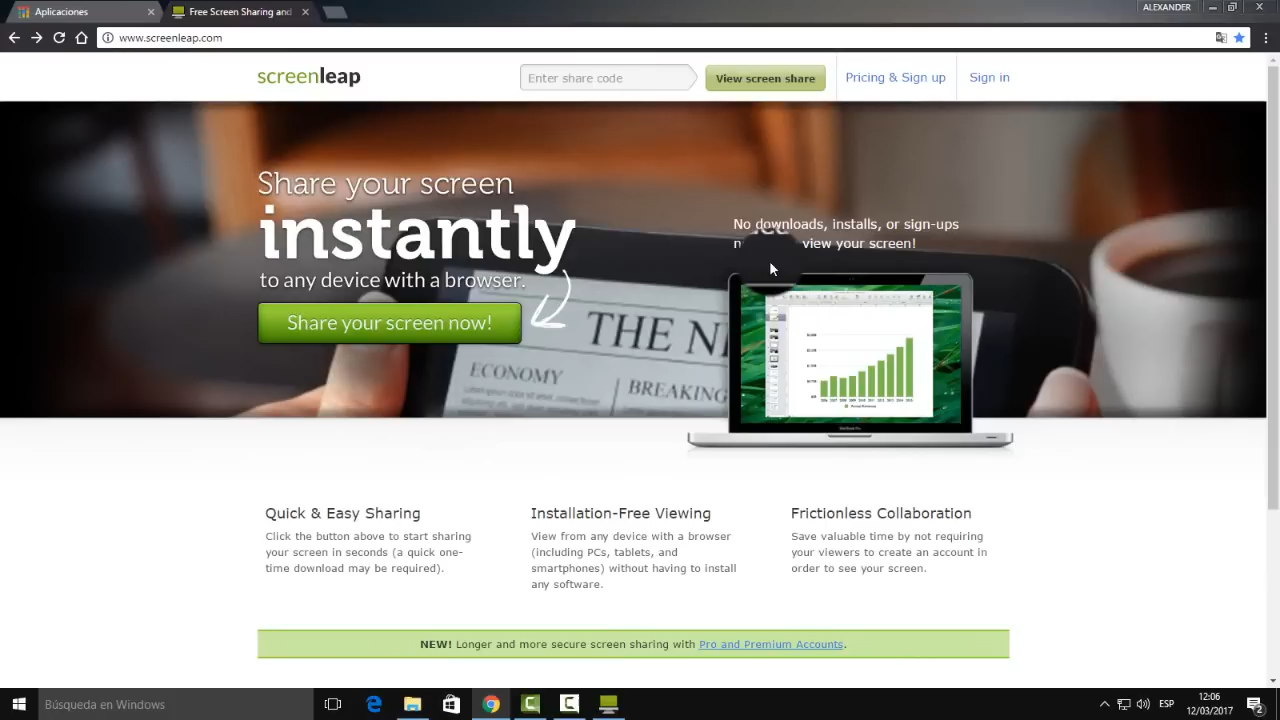 Aplicaciones
Free Screen Sharing and
ALEXANDER
www.screenleap.com
screenleap
Enter share code
View screen share
Pricing & Sign up
Sign in
Share your screen
instantly
to any device with a browser.
Share your screen now!
No downloads, installs, or sign-ups
view your screen!
THE N
ECONOMY
BREAKING
Quick & Easy Sharing
Click the button above to start sharing
your screen in seconds (a quick one-
time download may be required).
Installation-Free Viewing
View from any device with a browser
(including PCs, tablets, and
smartphones) without having to install
any software.
Frictionless Collaboration
Save valuable time by not requiring
your viewers to create an account in
order to see your screen.
NEW! Longer and more secure screen sharing with Pro and Premium Accounts.
Búsqueda en Windows
ESP
12:06
12/03/2017
2